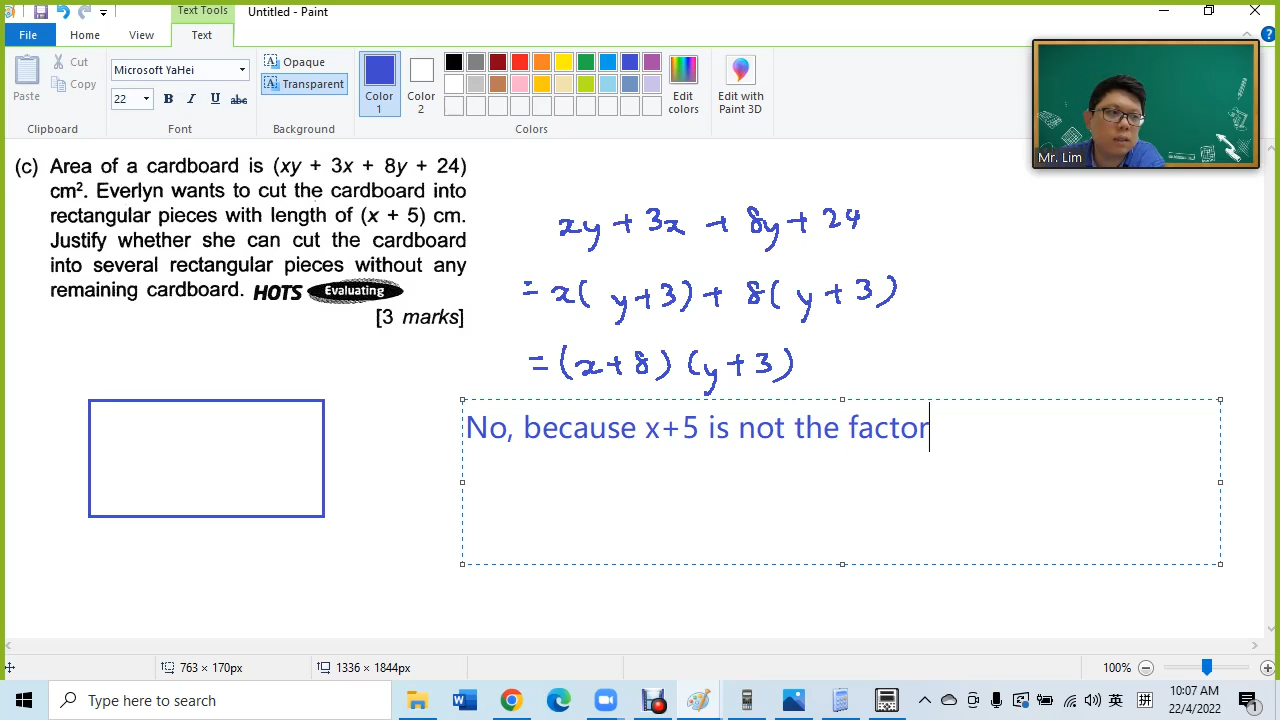 Text Tools
Untitled - Paint
File
Home
View
Text
Cut
Copy
Paste
Clipboard
Microsoft YaHei
22
B I U abc
Font
Opaque
Transparent
Background
Color 1
Color 2
Edit colors
Edit with Paint 3D
Colors
Mr. Lim
(c) Area of a cardboard is (xy + 3x + 8y + 24)
cm². Everlyn wants to cut the cardboard into
rectangular pieces with length of (x + 5) cm.
Justify whether she can cut the cardboard
into several rectangular pieces without any
remaining cardboard. HOTS Evaluating
[3 marks]
xy + 3x + 8y + 24
= x( y+3) + 8( y + 3)
= (x+8) (y+3)
No, because x+5 is not the factor
763 × 170px
1336 × 1844px
100%
Type here to search
英
拼
10:07 AM
22/4/2022
1